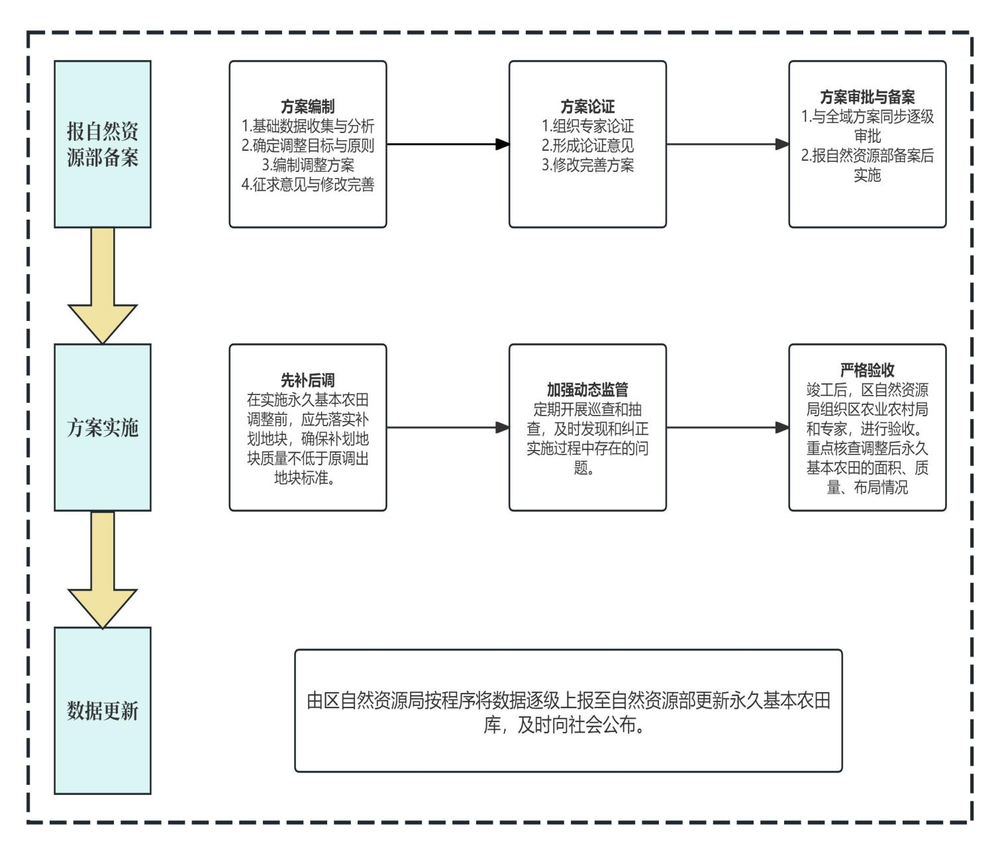 报自然资
源部备案
方案编制
1.基础数据收集与分析
2.确定调整目标与原则
3.编制调整方案
4.征求意见与修改完善
方案论证
1.组织专家论证
2.形成论证意见
3.修改完善方案
方案审批与备案
1.与全域方案同步逐级
审批
2.报自然资源部备案后
实施
方案实施
先补后调
在实施永久基本农田
调整前，应先落实补
划地块，确保补划地
块质量不低于原调出
地块标准。
加强动态监管
定期开展巡查和抽
查，及时发现和纠正
实施过程中存在的问
题。
严格验收
竣工后，区自然资源
局组织区农业农村局
和专家，进行验收。
重点核查调整后永久
基本农田的面积、质
量、布局情况
数据更新
由区自然资源局按程序将数据逐级上报至自然资源部更新永久基本农田
库，及时向社会公布。